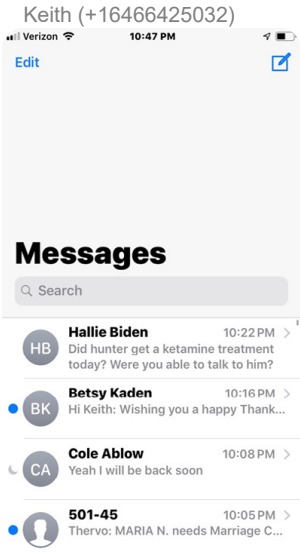 Keith (+16466425032)
Verizon 10:47 PM
Edit
Messages
Search
HB Hallie Biden 10:22 PM
Did hunter get a ketamine treatment
today? Were you able to talk to him?
BK Betsy Kaden 10:16 PM
Hi Keith: Wishing you a happy Thank...
CA Cole Ablow 10:08 PM
Yeah I will be back soon
501-45 10:05 PM
Thervo: MARIA N. needs Marriage C...